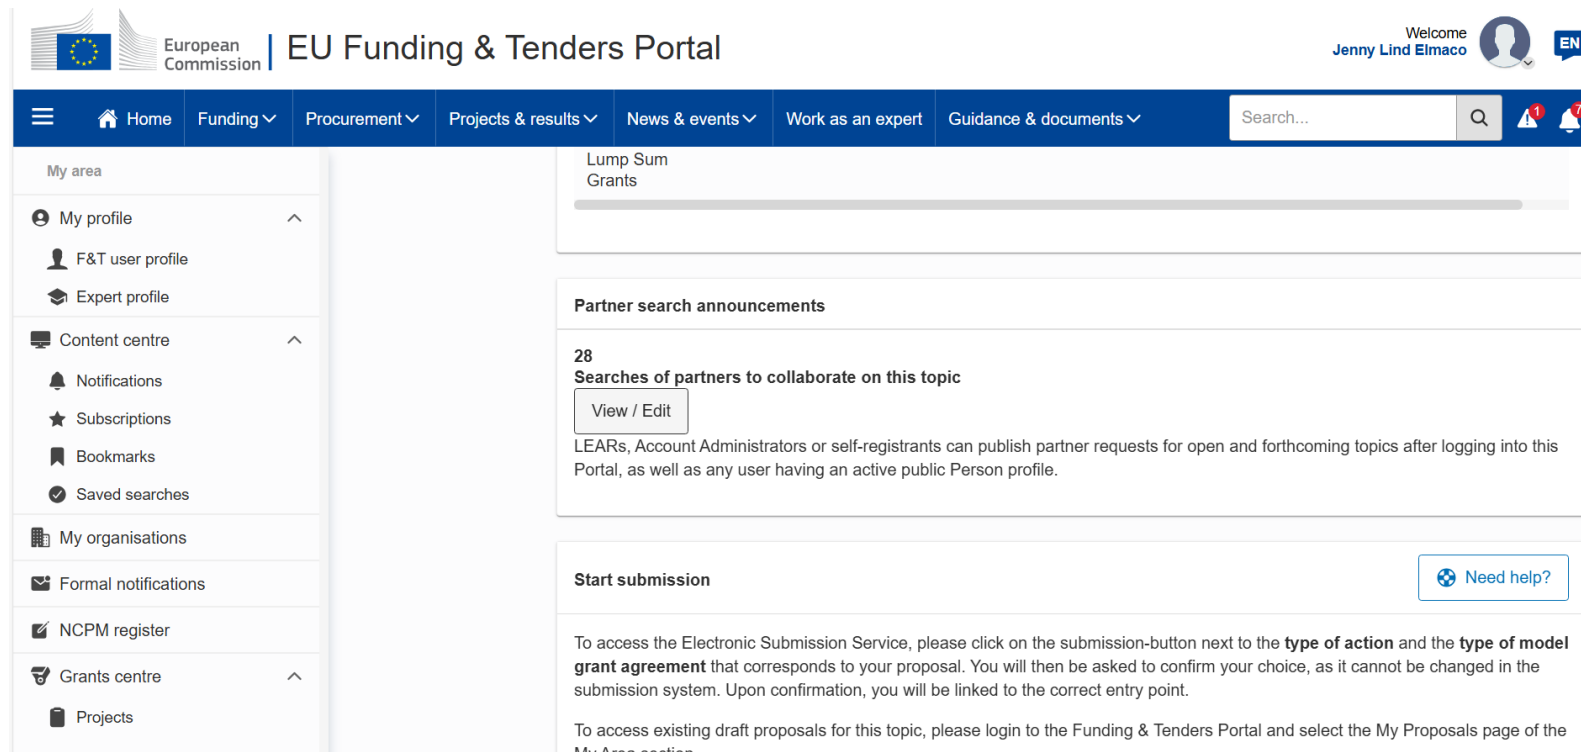 European
Commission
EU Funding & Tenders Portal
Welcome
Jenny Lind Elmaco
EN
Home
Funding
Procurement
Projects & results
News & events
Work as an expert
Guidance & documents
Search...
1
7
My area
My profile
F&T user profile
Expert profile
Content centre
Notifications
Subscriptions
Bookmarks
Saved searches
My organisations
Formal notifications
NCPM register
Grants centre
Projects
Lump Sum
Grants
Partner search announcements
28
Searches of partners to collaborate on this topic
View / Edit
LEARs, Account Administrators or self-registrants can publish partner requests for open and forthcoming topics after logging into this
Portal, as well as any user having an active public Person profile.
Start submission
Need help?
To access the Electronic Submission Service, please click on the submission-button next to the type of action and the type of model
grant agreement that corresponds to your proposal. You will then be asked to confirm your choice, as it cannot be changed in the
submission system. Upon confirmation, you will be linked to the correct entry point.
To access existing draft proposals for this topic, please login to the Funding & Tenders Portal and select the My Proposals page of the
My Area section